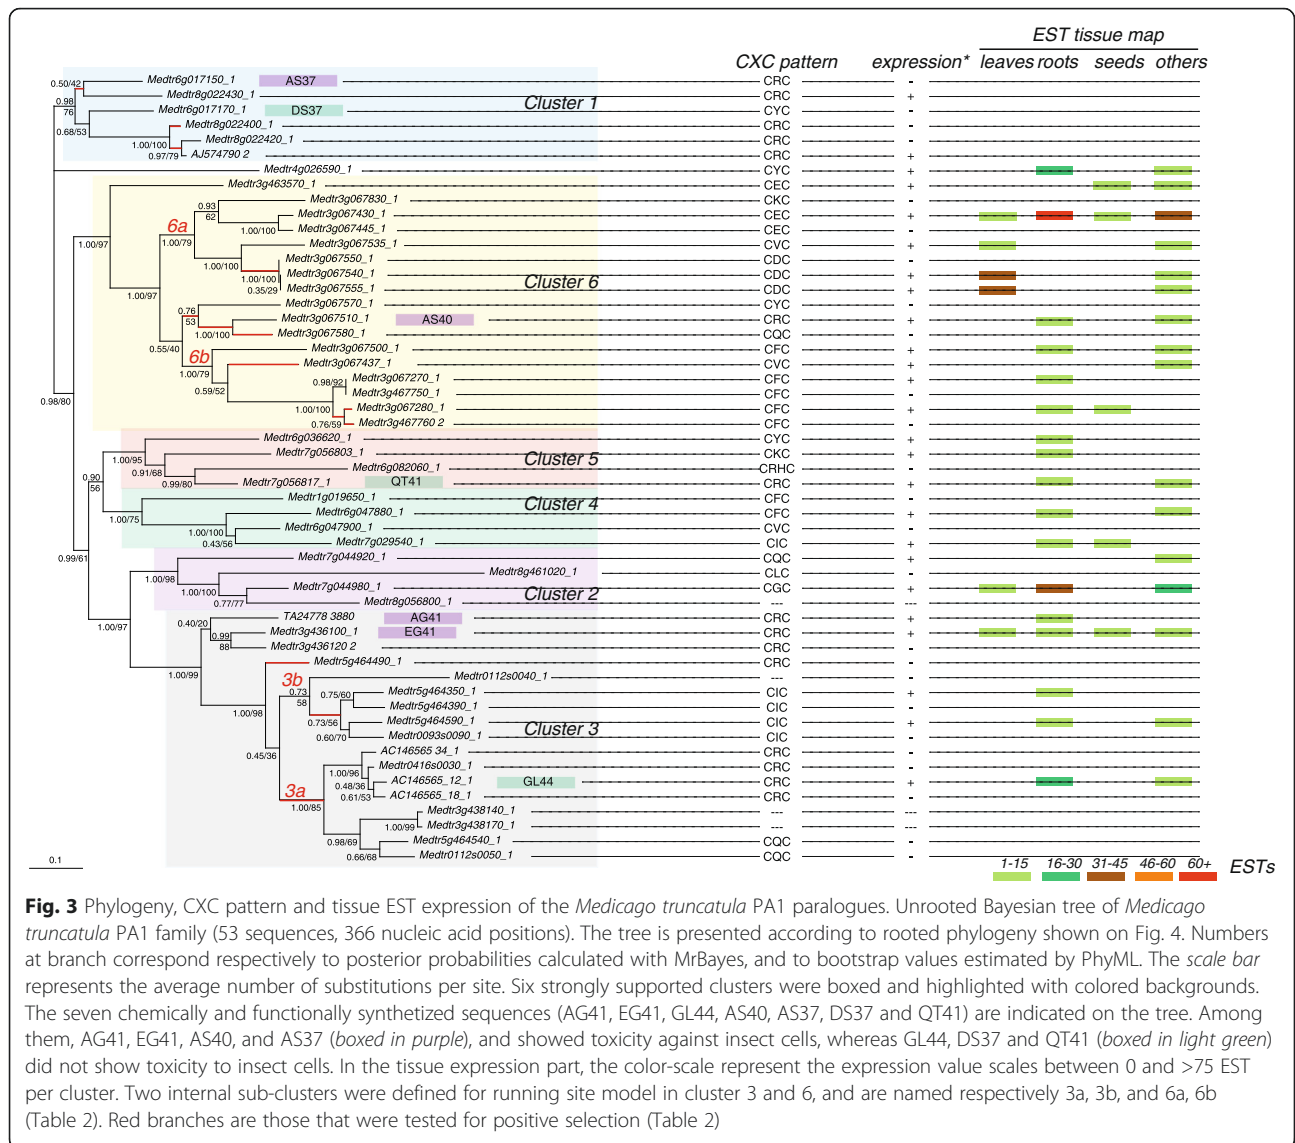 EST tissue map
CXC pattern expression* leaves roots seeds others
0.50/42 Medtr6g017150_1 AS37 CRC -
0.98 Medtr8g022430_1 Cluster 1 CRC +
76 Medtr6g017170_1 DS37 CYC -
0.68/53 Medtr8g022400_1 CRC -
1.00/100 Medtr8g022420_1 CRC -
0.97/79 AJ574790 2 CRC +
Medtr4g026590_1 CYC +
Medtr3g463570_1 CEC +
0.93 Medtr3g067830_1 CKC -
6a 62 Medtr3g067430_1 CEC +
1.00/97 1.00/79 1.00/100 Medtr3g067445_1 CEC -
Medtr3g067535_1 CVC +
1.00/100 Medtr3g067550_1 CDC -
1.00/100 Medtr3g067540_1 Cluster 6 CDC +
1.00/97 0.35/29 Medtr3g067555_1 CDC +
0.76 Medtr3g067570_1 CYC -
53 Medtr3g067510_1 AS40 CRC +
1.00/100 Medtr3g067580_1 CQC -
0.55/40 6b Medtr3g067500_1 CFC +
1.00/79 Medtr3g067437_1 CVC +
0.98/92 Medtr3g067270_1 CFC +
0.59/52 Medtr3g467750_1 CFC -
0.98/80 1.00/100 Medtr3g067280_1 CFC +
0.76/59 Medtr3g467760 2 CFC -
Medtr6g036620_1 CYC +
1.00/95 Medtr7g056803_1 Cluster 5 CKC +
0.91/68 Medtr6g082060_1 CRHC -
0.90 0.99/80 Medtr7g056817_1 QT41 CRC +
56 Medtr1g019650_1 Cluster 4 CFC -
1.00/75 Medtr6g047880_1 CFC +
1.00/100 Medtr6g047900_1 CVC -
0.43/56 Medtr7g029540_1 CIC +
0.99/61 Medtr7g044920_1 CQC +
1.00/98 Medtr8g461020_1 CLC -
1.00/100 Medtr7g044980_1 Cluster 2 CGC +
0.77/77 Medtr8g056800_1 --- ---
1.00/97 0.40/20 TA24778 3880 AG41 CRC +
0.99 Medtr3g436100_1 EG41 CRC +
88 Medtr3g436120 2 CRC -
1.00/99 Medtr5g464490_1 CRC -
3b Medtr0112s0040_1 --- -
0.73 0.75/60 Medtr5g464350_1 CIC +
58 Medtr5g464390_1 CIC -
1.00/98 0.73/56 Medtr5g464590_1 Cluster 3 CIC +
0.60/70 Medtr0093s0090_1 CIC -
0.45/36 AC146565 34_1 CRC -
1.00/96 Medtr0416s0030_1 CRC -
3a 0.48/36 AC146565_12_1 GL44 CRC +
1.00/85 0.61/53 AC146565_18_1 CRC -
Medtr3g438140_1 --- ---
1.00/99 Medtr3g438170_1 --- ---
0.98/69 Medtr5g464540_1 CQC -
0.66/68 Medtr0112s0050_1 CQC -
0.1
1-15 16-30 31-45 46-60 60+ ESTs
Fig. 3 Phylogeny, CXC pattern and tissue EST expression of the Medicago truncatula PA1 paralogues. Unrooted Bayesian tree of Medicago
truncatula PA1 family (53 sequences, 366 nucleic acid positions). The tree is presented according to rooted phylogeny shown on Fig. 4. Numbers
at branch correspond respectively to posterior probabilities calculated with MrBayes, and to bootstrap values estimated by PhyML. The scale bar
represents the average number of substitutions per site. Six strongly supported clusters were boxed and highlighted with colored backgrounds.
The seven chemically and functionally synthetized sequences (AG41, EG41, GL44, AS40, AS37, DS37 and QT41) are indicated on the tree. Among
them, AG41, EG41, AS40, and AS37 (boxed in purple), and showed toxicity against insect cells, whereas GL44, DS37 and QT41 (boxed in light green)
did not show toxicity to insect cells. In the tissue expression part, the color-scale represent the expression value scales between 0 and >75 EST
per cluster. Two internal sub-clusters were defined for running site model in cluster 3 and 6, and are named respectively 3a, 3b, and 6a, 6b
(Table 2). Red branches are those that were tested for positive selection (Table 2)